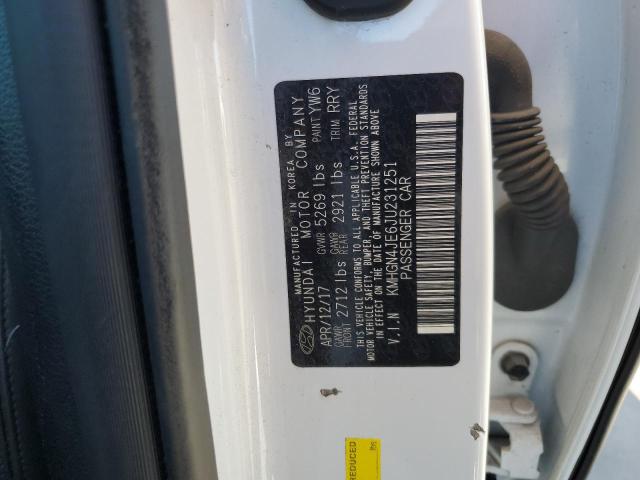 MANUFACTURED IN KOREA BY
HYUNDAI MOTOR COMPANY
APR/12/17 GVWR 5269 lbs PAINT YW6
GAWR FRONT 2712 lbs GAWR REAR 2921 lbs TRIM RRY
THIS VEHICLE CONFORMS TO ALL APPLICABLE U.S.A. FEDERAL
MOTOR VEHICLE SAFETY, BUMPER, AND THEFT PREVENTION STANDARDS
IN EFFECT ON THE DATE OF MANUFACTURE SHOWN ABOVE
V.I.N KMHGN4JE6JU231251
PASSENGER CAR
REDUCED
lbs